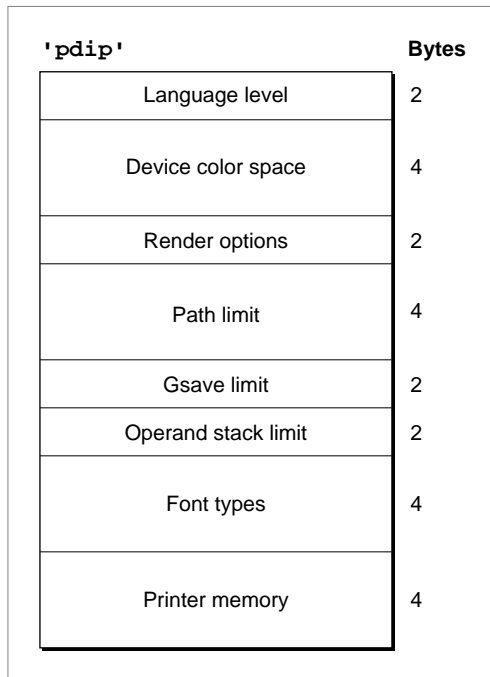 'pdip' Bytes
Language level 2
Device color space 4
Render options 2
Path limit 4
Gsave limit 2
Operand stack limit 2
Font types 4
Printer memory 4